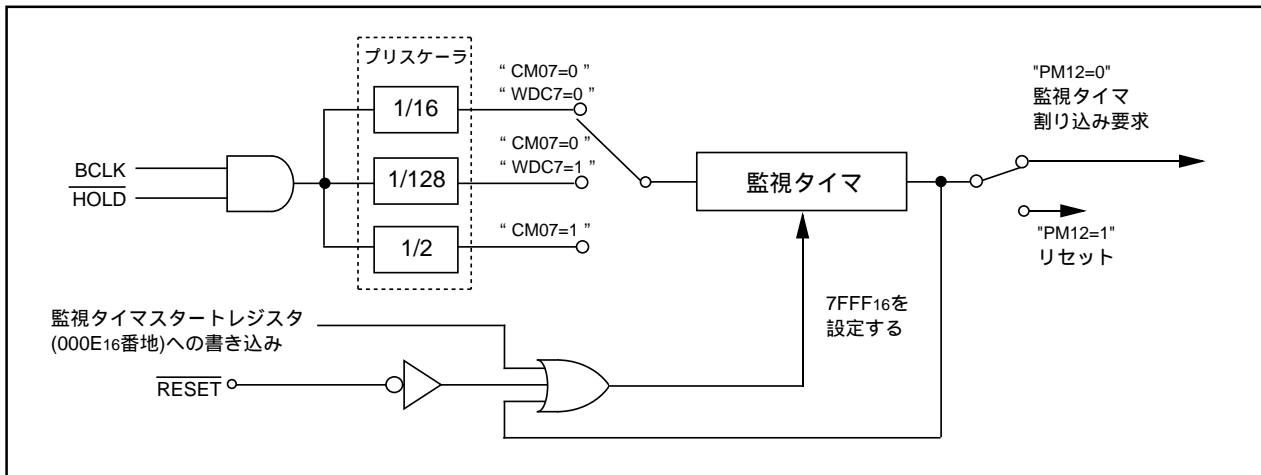 プリスケーラ
1/16
1/128
1/2
“ CM07=0 ”
“ WDC7=0 ”
“ CM07=0 ”
“ WDC7=1 ”
“ CM07=1 ”
BCLK
HOLD
監視タイマ
"PM12=0"
監視タイマ
割り込み要求
"PM12=1"
リセット
7FFF16を
設定する
監視タイマスタートレジスタ
(000E16番地)への書き込み
RESET